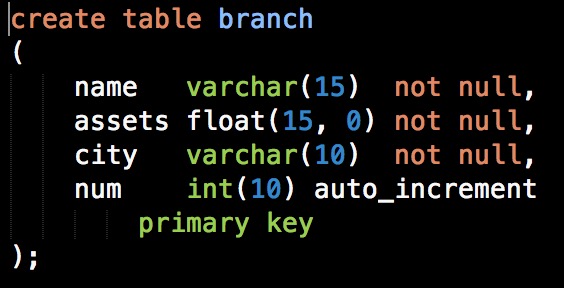 create table branch
(
    name   varchar(15)  not null,
    assets float(15, 0) not null,
    city   varchar(10)  not null,
    num    int(10) auto_increment
        primary key
);